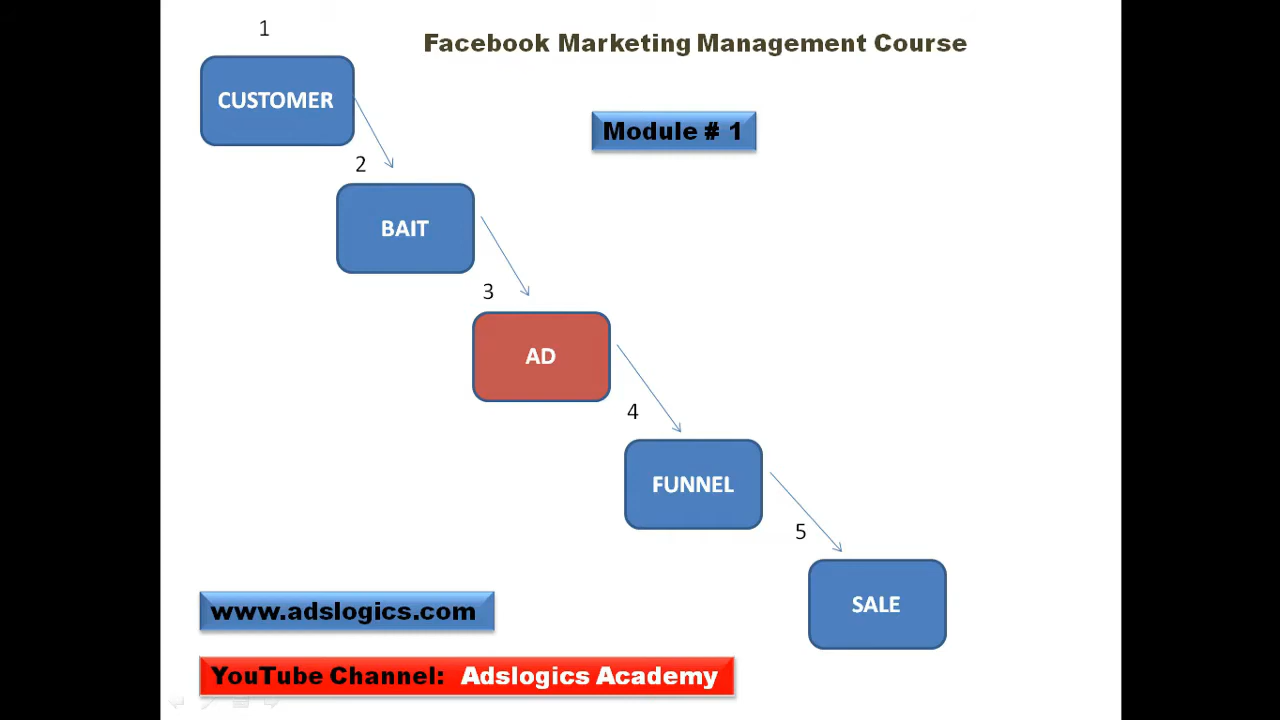 1
Facebook Marketing Management Course
CUSTOMER
Module # 1
2
BAIT
3
AD
4
FUNNEL
5
SALE
www.adslogics.com
YouTube Channel: Adslogics Academy